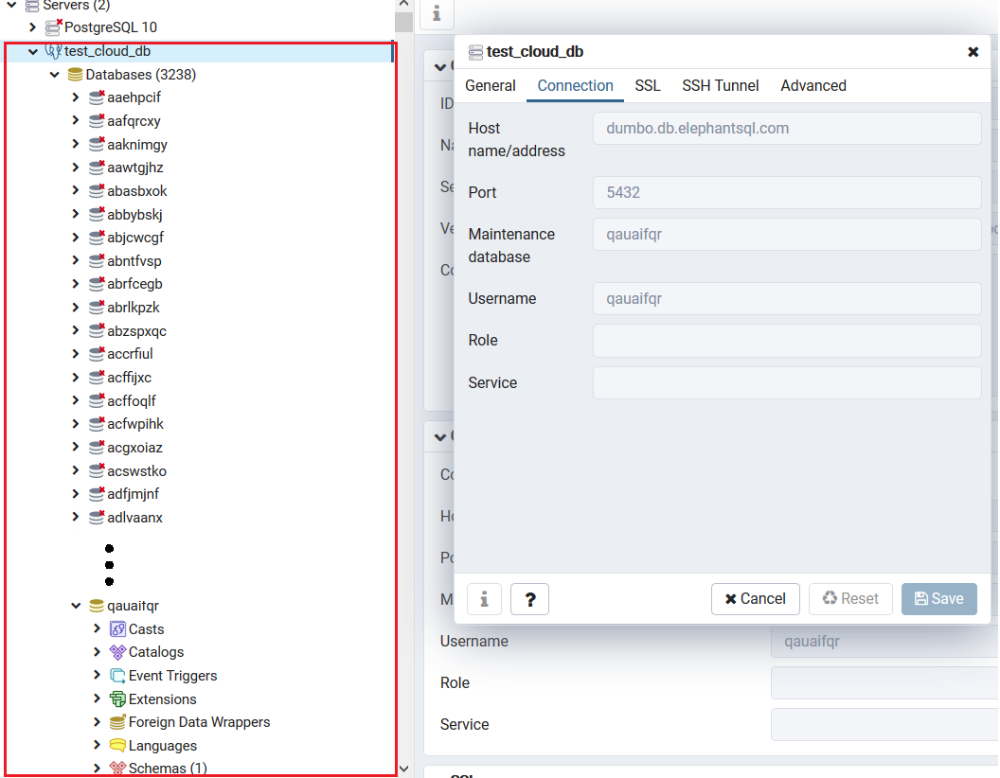 Servers (2)
PostgreSQL 10
test_cloud_db
Databases (3238)
aaehpcif
aafqrcxy
aaknimgy
aawtgjhz
abasbxok
abbybskj
abjcwcgf
abntfvsp
abrfcegb
abrlkpzk
abzspxqc
accrfiul
acffijxc
acffoqlf
acfwpihk
acgxoiaz
acswstko
adfjmjnf
adlvaanx
qauaifqr
Casts
Catalogs
Event Triggers
Extensions
Foreign Data Wrappers
Languages
Schemas (1)
test_cloud_db
General Connection SSL SSH Tunnel Advanced
Host name/address
dumbo.db.elephantsql.com
Port
5432
Maintenance database
qauaifqr
Username
qauaifqr
Role
Service
? Cancel Reset Save
Username
qauaifqr
Role
Service